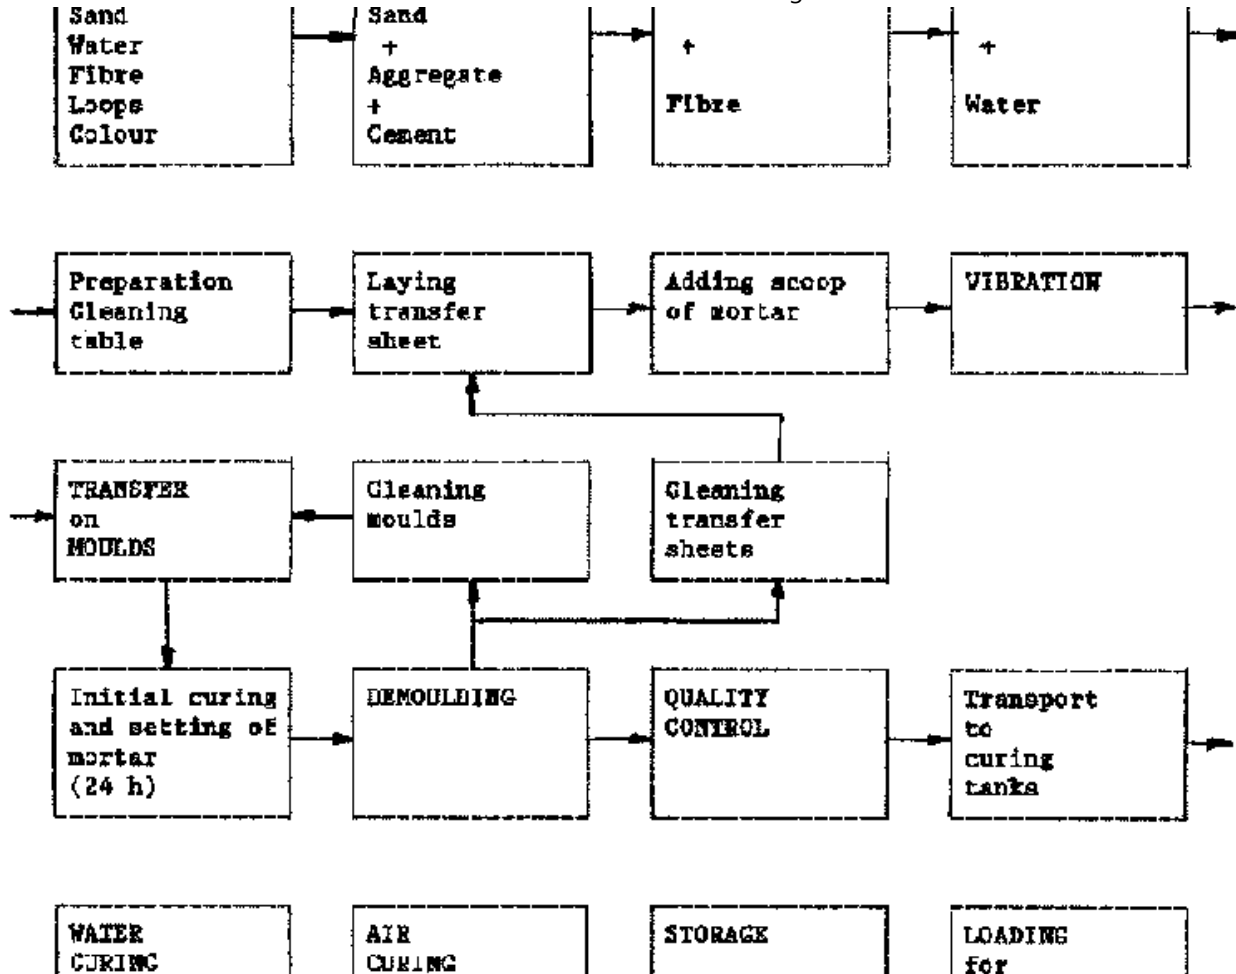 Sand
Water
Fibre
Loops
Colour
Sand
+
Aggregate
+
Cement
+
Fibre
+
Water
Preparation
Cleaning
table
Laying
transfer
sheet
Adding scoop
of mortar
VIBRATION
TRANSFER
on
MOULDS
Cleaning
moulds
Cleaning
transfer
sheets
Initial curing
and setting of
mortar
(24 h)
DEMOULDING
QUALITY
CONTROL
Transport
to
curing
tanks
WATER
CURING
AIR
CURING
STORAGE
LOADING
for